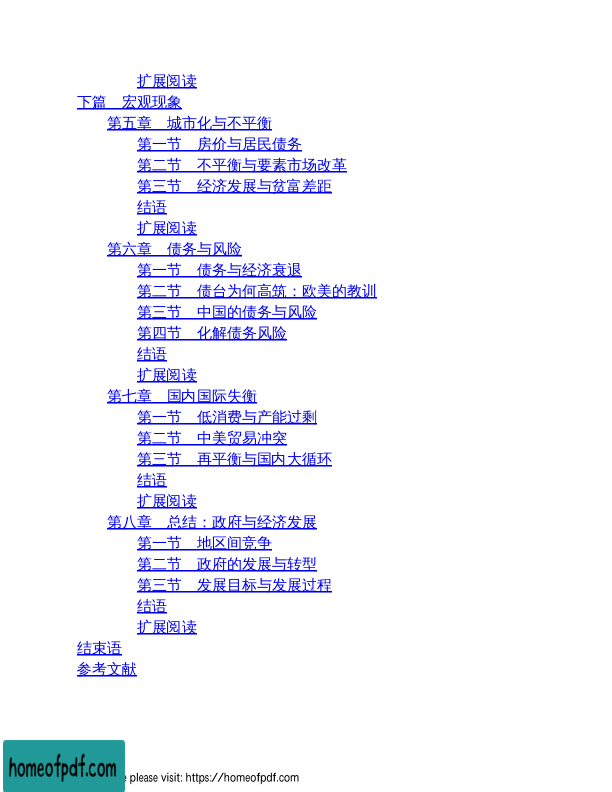 扩展阅读
下篇　宏观现象
第五章　城市化与不平衡
第一节　房价与居民债务
第二节　不平衡与要素市场改革
第三节　经济发展与贫富差距
结语
扩展阅读
第六章　债务与风险
第一节　债务与经济衰退
第二节　债台为何高筑：欧美的教训
第三节　中国的债务与风险
第四节　化解债务风险
结语
扩展阅读
第七章　国内国际失衡
第一节　低消费与产能过剩
第二节　中美贸易冲突
第三节　再平衡与国内大循环
结语
扩展阅读
第八章　总结：政府与经济发展
第一节　地区间竞争
第二节　政府的发展与转型
第三节　发展目标与发展过程
结语
扩展阅读
结束语
参考文献
homeofpdf.com
please visit: https://homeofpdf.com